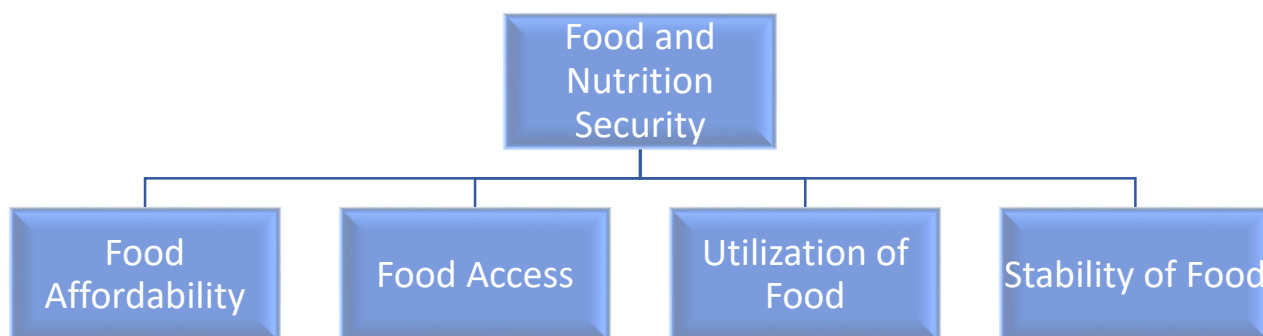 Food and
Nutrition
Security
Food
Affordability
Food Access
Utilization of
Food
Stability of Food